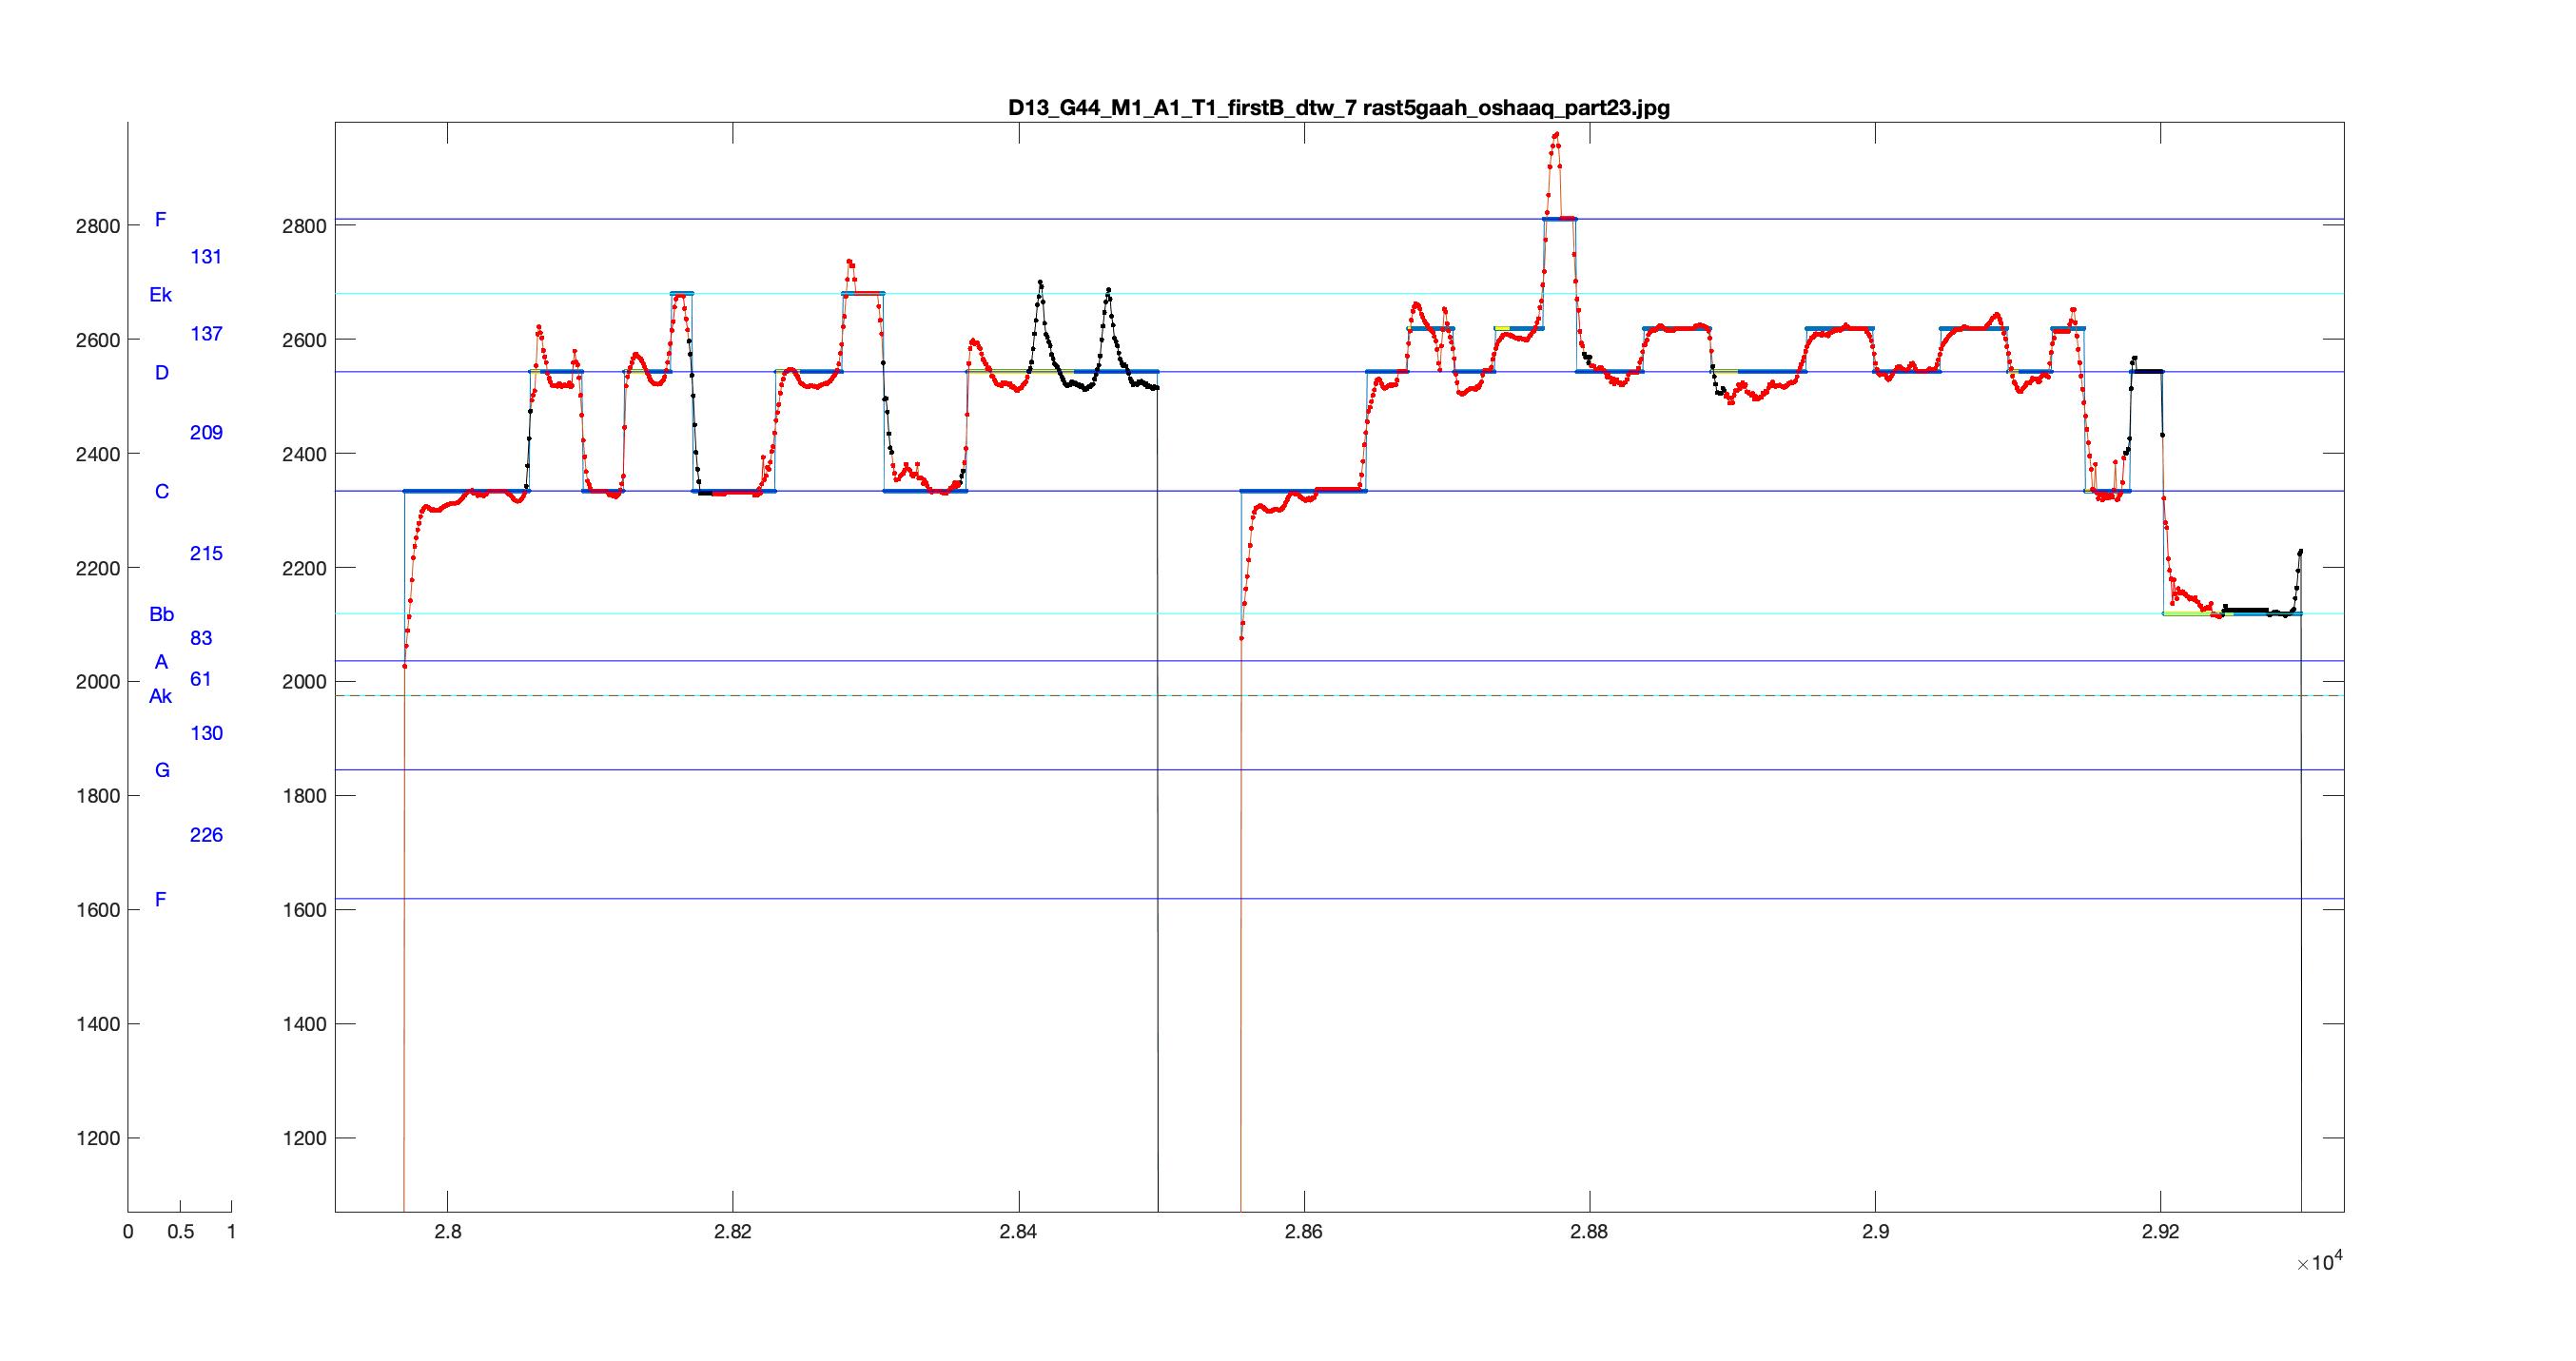 D13_G44_M1_A1_T1_firstB_dtw_7 rast5gaah_oshaaq_part23.jpg
2800 F 2800
131
Ek
137
2600 2600
D
209
2400 2400
C
215
2200 2200
Bb
83
A
61
2000 2000
Ak
130
G
1800 1800
226
F
1600 1600
1400 1400
1200 1200
0 0.5 1 2.8 2.82 2.84 2.86 2.88 2.9 2.92
×10^4